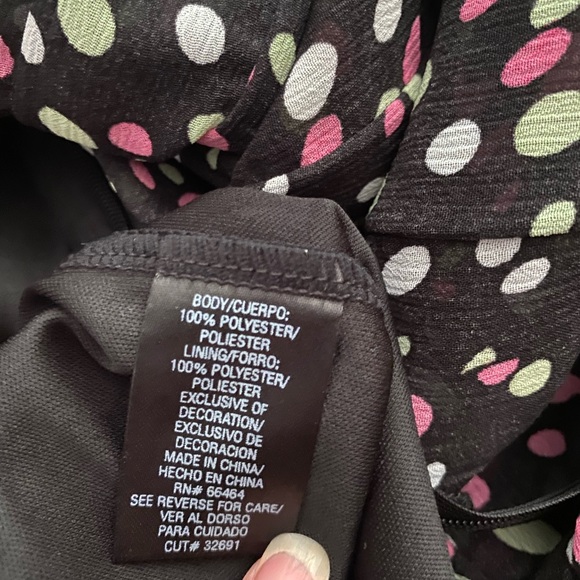 BODY/CUERPO:
100% POLYESTER/
POLIESTER
LINING/FORRO:
100% POLYESTER/
POLIESTER
EXCLUSIVE OF
DECORATION/
EXCLUSIVO DE
DECORACION
MADE IN CHINA/
HECHO EN CHINA
RN# 66464
SEE REVERSE FOR CARE/
VER AL DORSO
PARA CUIDADO
CUT# 32691